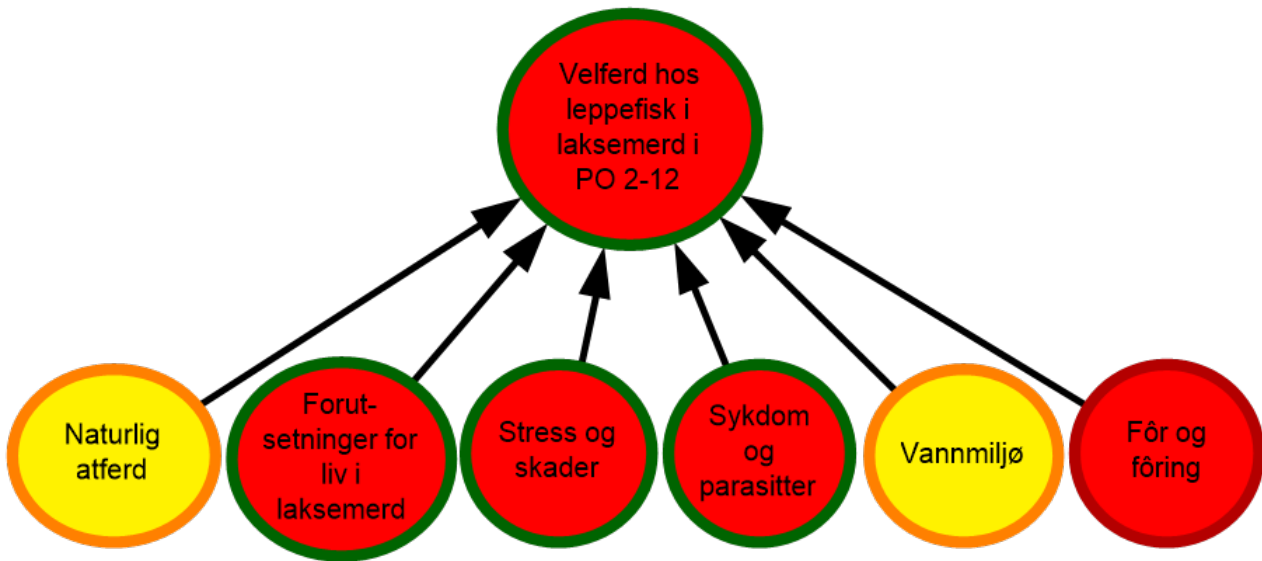 Velferd hos
leppefisk i
laksemerd i
PO 2-12
Naturlig
atferd
Forut-
setninger for
liv i
laksemerd
Stress og
skader
Sykdom
og
parasitter
Vannmiljø
Fôr og
fôring